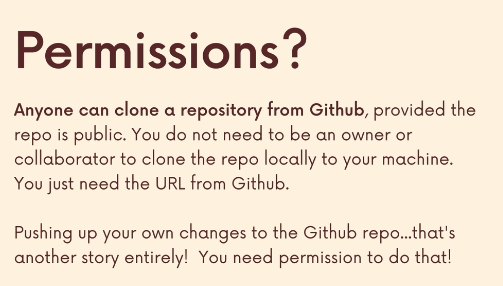 Permissions?
Anyone can clone a repository from Github, provided the
repo is public. You do not need to be an owner or
collaborator to clone the repo locally to your machine.
You just need the URL from Github.
Pushing up your own changes to the Github repo...that's
another story entirely!  You need permission to do that!